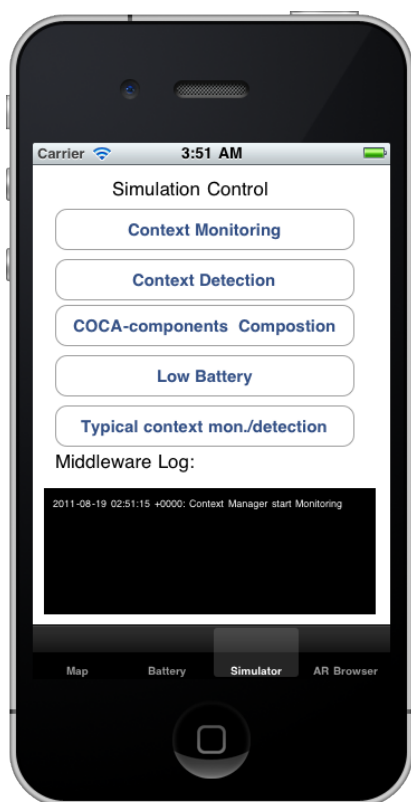 Carrier 3:51 AM
Simulation Control
Context Monitoring
Context Detection
COCA-components Compostion
Low Battery
Typical context mon./detection
Middleware Log:
2011-08-19 02:51:15 +0000: Context Manager start Monitoring
Map Battery Simulator AR Browser